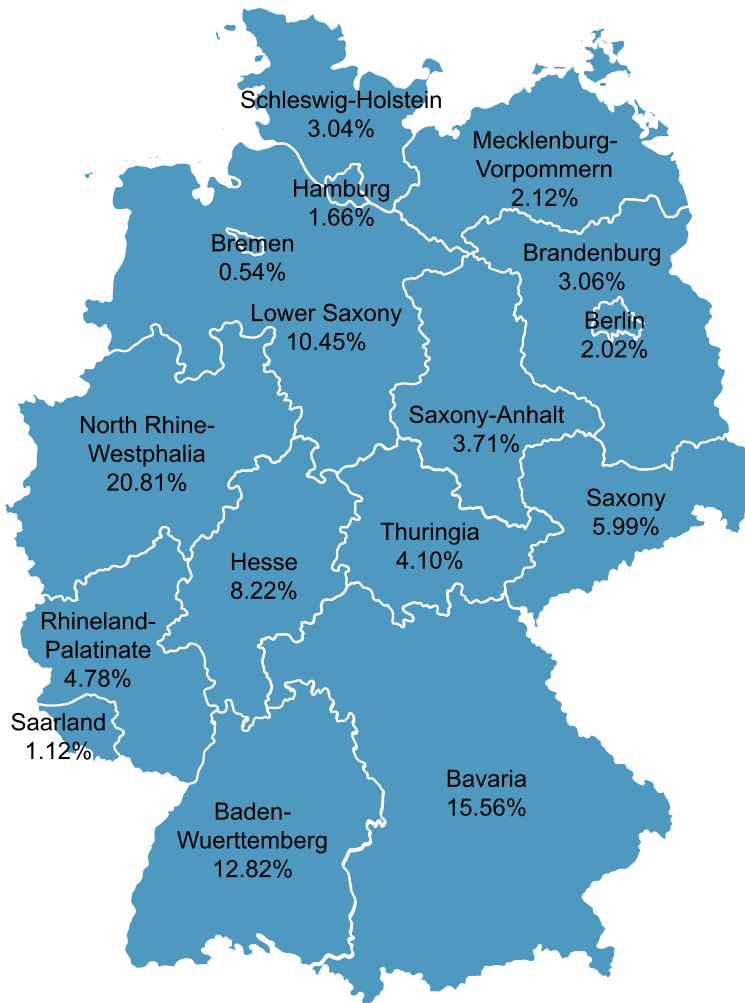 Schleswig-Holstein
3.04%
Mecklenburg-
Vorpommern
2.12%
Hamburg
1.66%
Bremen
0.54%
Brandenburg
3.06%
Berlin
2.02%
Lower Saxony
10.45%
Saxony-Anhalt
3.71%
North Rhine-
Westphalia
20.81%
Saxony
5.99%
Thuringia
4.10%
Hesse
8.22%
Rhineland-
Palatinate
4.78%
Saarland
1.12%
Bavaria
15.56%
Baden-
Wuerttemberg
12.82%